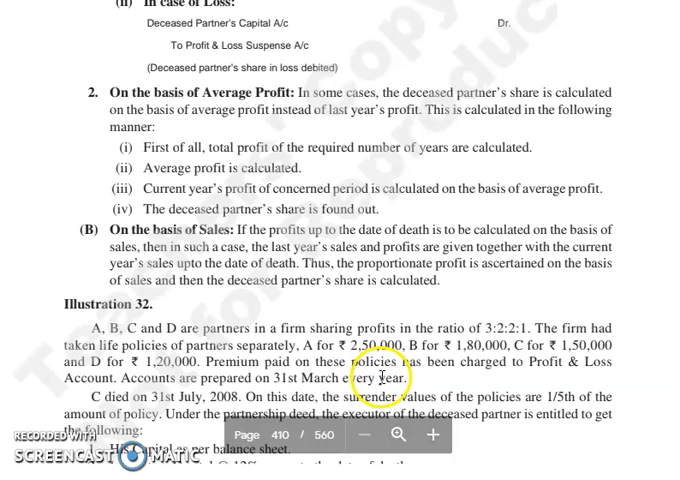 (ii) In case of Loss:
Deceased Partner's Capital A/c Dr.
To Profit & Loss Suspense A/c
(Deceased partner's share in loss debited)
2. On the basis of Average Profit: In some cases, the deceased partner's share is calculated
on the basis of average profit instead of last year's profit. This is calculated in the following
manner:
(i) First of all, total profit of the required number of years are calculated.
(ii) Average profit is calculated.
(iii) Current year's profit of concerned period is calculated on the basis of average profit.
(iv) The deceased partner's share is found out.
(B) On the basis of Sales: If the profits up to the date of death is to be calculated on the basis of
sales, then in such a case, the last year's sales and profits are given together with the current
year's sales upto the date of death. Thus, the proportionate profit is ascertained on the basis
of sales and then the deceased partner's share is calculated.
Illustration 32.
A, B, C and D are partners in a firm sharing profits in the ratio of 3:2:2:1. The firm had
taken life policies of partners separately, A for ₹ 2,50,000, B for ₹ 1,80,000, C for ₹ 1,50,000
and D for ₹ 1,20,000. Premium paid on these policies has been charged to Profit & Loss
Account. Accounts are prepared on 31st March every year.
C died on 31st July, 2008. On this date, the surrender values of the policies are 1/5th of the
amount of policy. Under the partnership deed, the executor of the deceased partner is entitled to get
the following:
Page 410 / 560
1. His Capital as per balance sheet.
RECORDED WITH
SCREENCAST MATIC